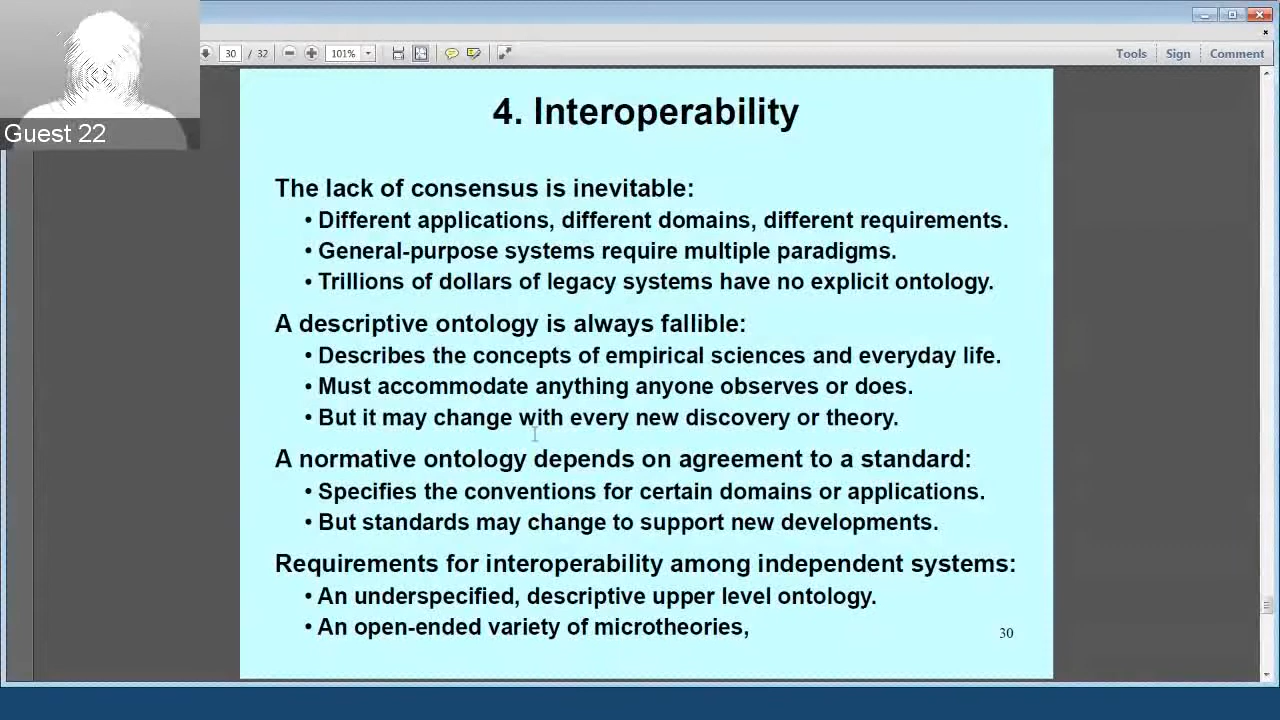 30 / 32
101%
Tools
Sign
Comment
Guest 22
4. Interoperability
The lack of consensus is inevitable:
• Different applications, different domains, different requirements.
• General-purpose systems require multiple paradigms.
• Trillions of dollars of legacy systems have no explicit ontology.
A descriptive ontology is always fallible:
• Describes the concepts of empirical sciences and everyday life.
• Must accommodate anything anyone observes or does.
• But it may change with every new discovery or theory.
A normative ontology depends on agreement to a standard:
• Specifies the conventions for certain domains or applications.
• But standards may change to support new developments.
Requirements for interoperability among independent systems:
• An underspecified, descriptive upper level ontology.
• An open-ended variety of microtheories,
30